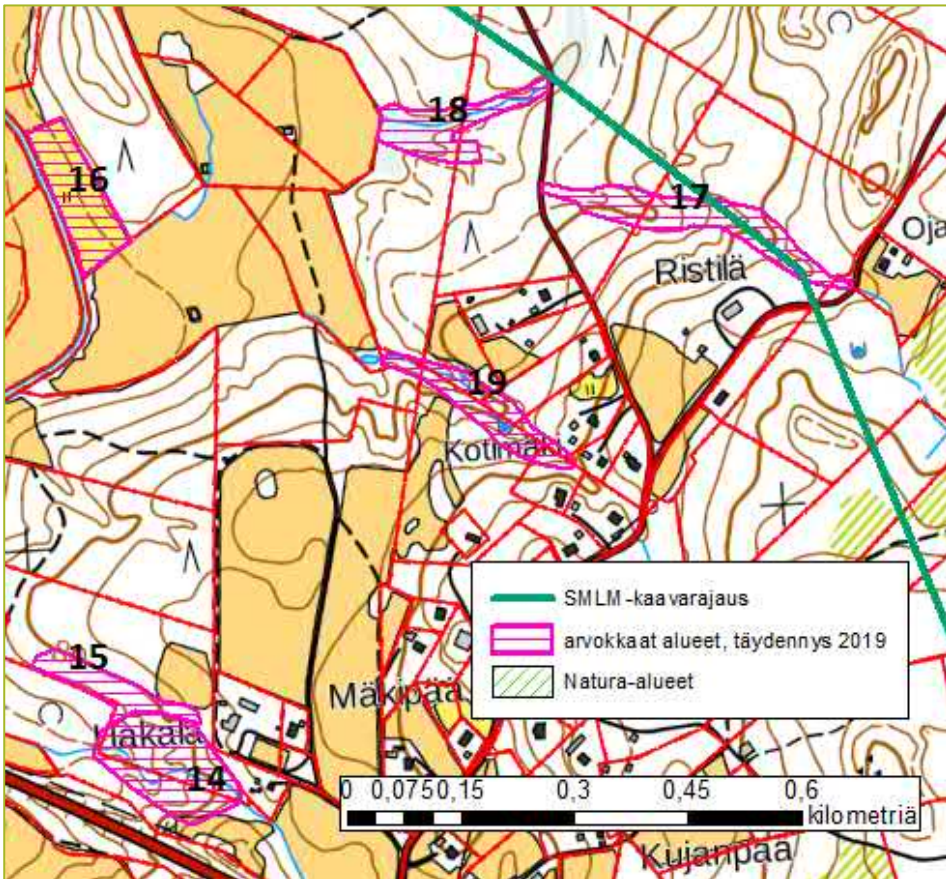 18
16
17
Oja
Ristilä
19
Kotimäki
SMLM-kaavarajaus
arvokkaat alueet, täydennys 2019
Natura-alueet
15
Mäkipää
Hakala
14
0 0,075 0,15 0,3 0,45 0,6
kilometriä
Kujanpää